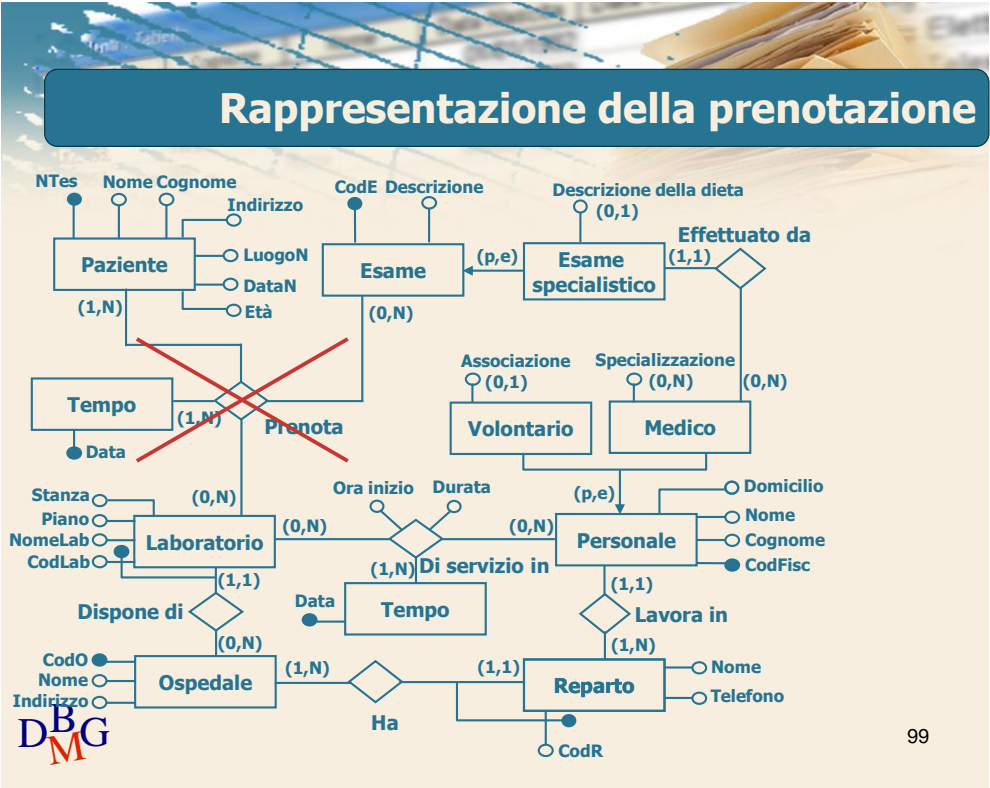 Rappresentazione della prenotazione
NTes Nome Cognome
Indirizzo
LuogoN
DataN
Età
Paziente
(1,N)
CodE Descrizione
Esame
(0,N)
(p,e)
Descrizione della dieta
(0,1)
Esame
specialistico
(1,1)
Effettuato da
(0,N)
Tempo
(1,N)
Data
Prenota
(0,N)
Associazione
(0,1)
Volontario
Specializzazione
(0,N)
Medico
(p,e)
Stanza
Piano
NomeLab
CodLab
Laboratorio
(0,N)
Ora inizio Durata
(0,N)
(1,N) Di servizio in
Data
Tempo
Personale
Domicilio
Nome
Cognome
CodFisc
(1,1)
Dispone di
(0,N)
(1,1)
Lavora in
(1,N)
CodO
Nome
Indirizzo
Ospedale
(1,N)
Ha
(1,1)
Reparto
Nome
Telefono
CodR
DBMG
99